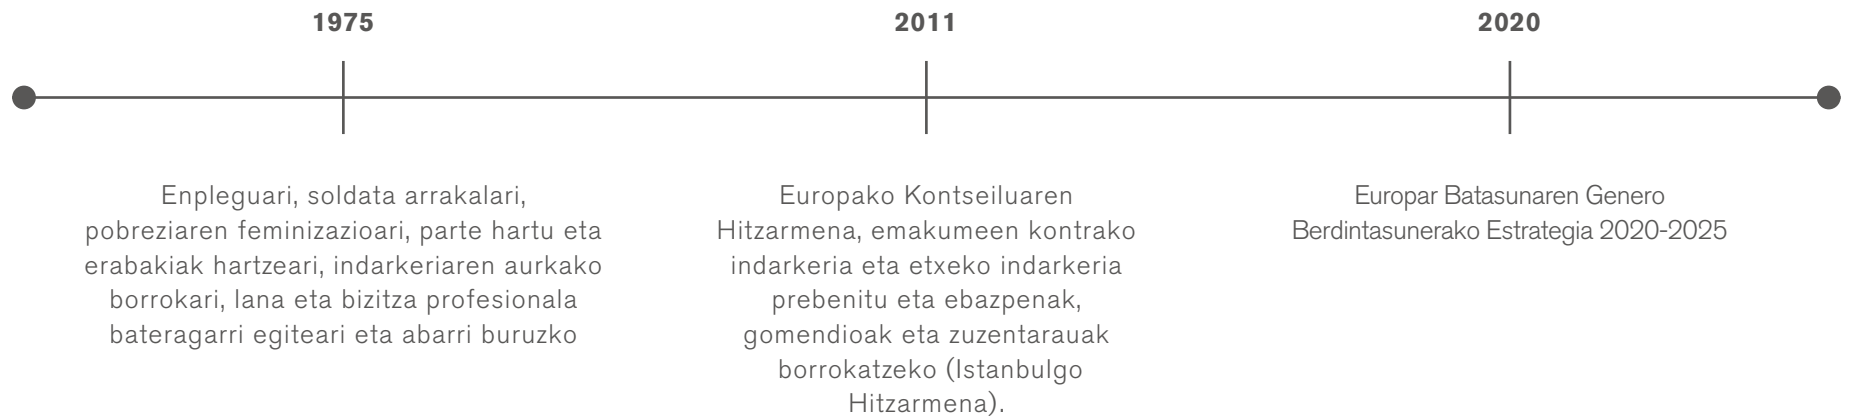 1975
Enpleguari, soldata arrakalari,
pobreziaren feminizazioari, parte hartu eta
erabakiak hartzeari, indarkeriaren aurkako
borrokari, lana eta bizitza profesionala
bateragarri egiteari eta abarri buruzko
2011
Europako Kontseiluaren
Hitzarmena, emakumeen kontrako
indarkeria eta etxeko indarkeria
prebenitu eta ebazpenak,
gomendioak eta zuzentarauak
borrokatzeko (Istanbulgo
Hitzarmena).
2020
Europar Batasunaren Genero
Berdintasunerako Estrategia 2020-2025